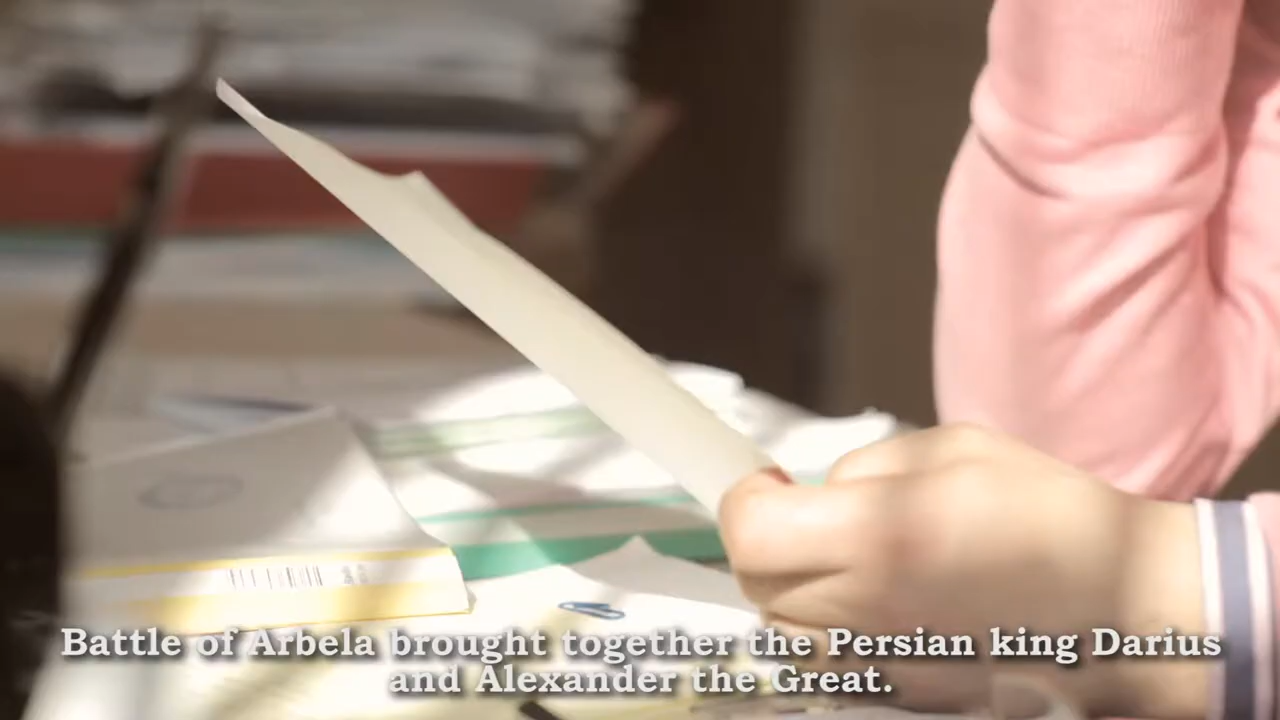 Battle of Arbela brought together the Persian king Darius
and Alexander the Great.